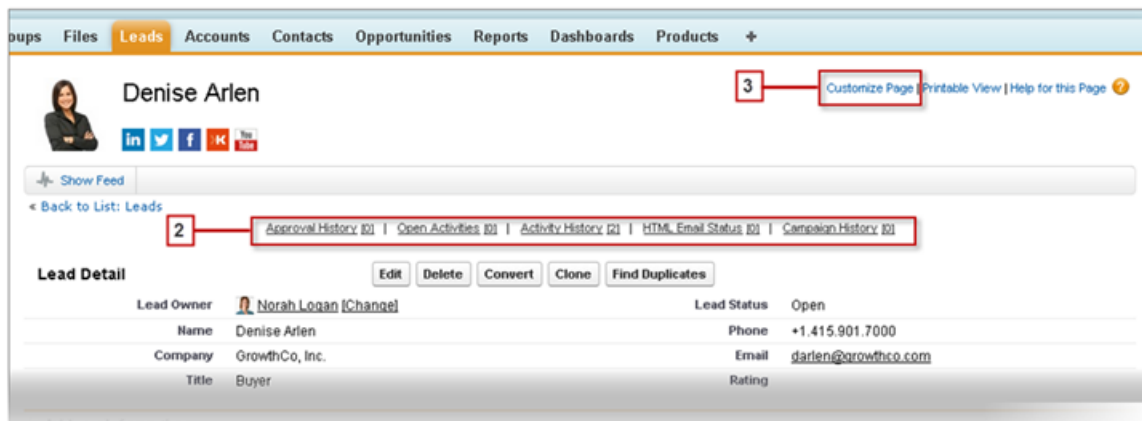 oups Files Leads Accounts Contacts Opportunities Reports Dashboards Products +
Denise Arlen
3
Customize Page | Printable View | Help for this Page ?
in f K You Tube
Show Feed
« Back to List: Leads
2
Approval History [0] | Open Activities [0] | Activity History [2] | HTML Email Status [0] | Campaign History [0]
Lead Detail Edit Delete Convert Clone Find Duplicates
Lead Owner Norah Logan [Change] Lead Status Open
Name Denise Arlen Phone +1.415.901.7000
Company GrowthCo, Inc. Email darlen@growthco.com
Title Buyer Rating